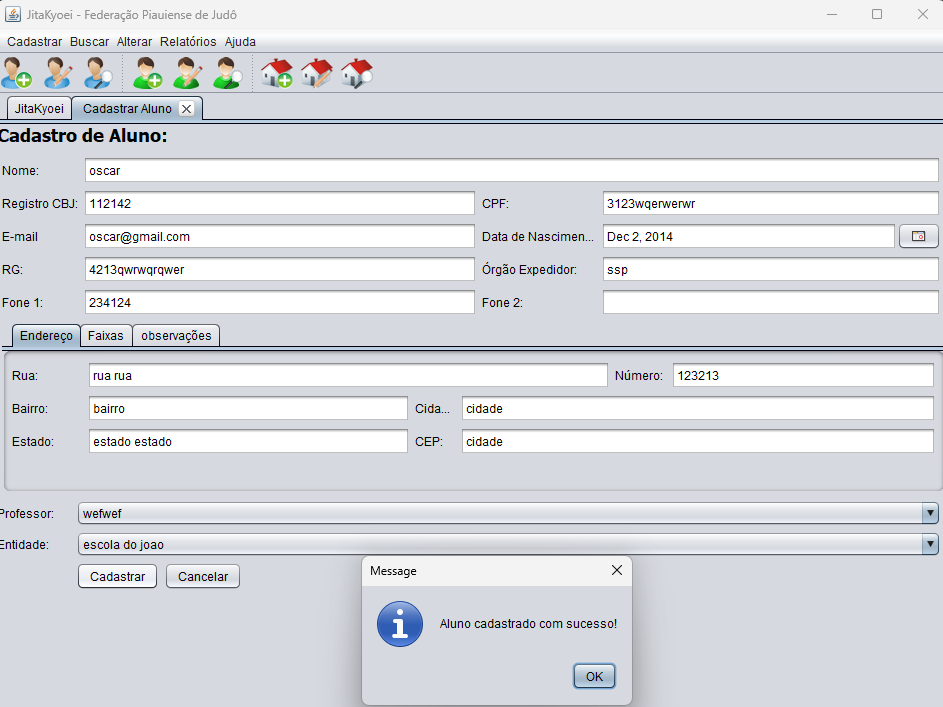 JitaKyoei - Federação Piauiense de Judô
Cadastrar Buscar Alterar Relatórios Ajuda
JitaKyoei Cadastrar Aluno
Cadastro de Aluno:
Nome: oscar
Registro CBJ: 112142 CPF: 3123wqerwerwr
E-mail oscar@gmail.com Data de Nascimen... Dec 2, 2014
RG: 4213qwrwqrqwer Órgão Expedidor: ssp
Fone 1: 234124 Fone 2:
Endereço Faixas observações
Rua: rua rua Número: 123213
Bairro: bairro Cida... cidade
Estado: estado estado CEP: cidade
Professor: wefwef
Entidade: escola do joao
Cadastrar Cancelar
Message
Aluno cadastrado com sucesso!
OK